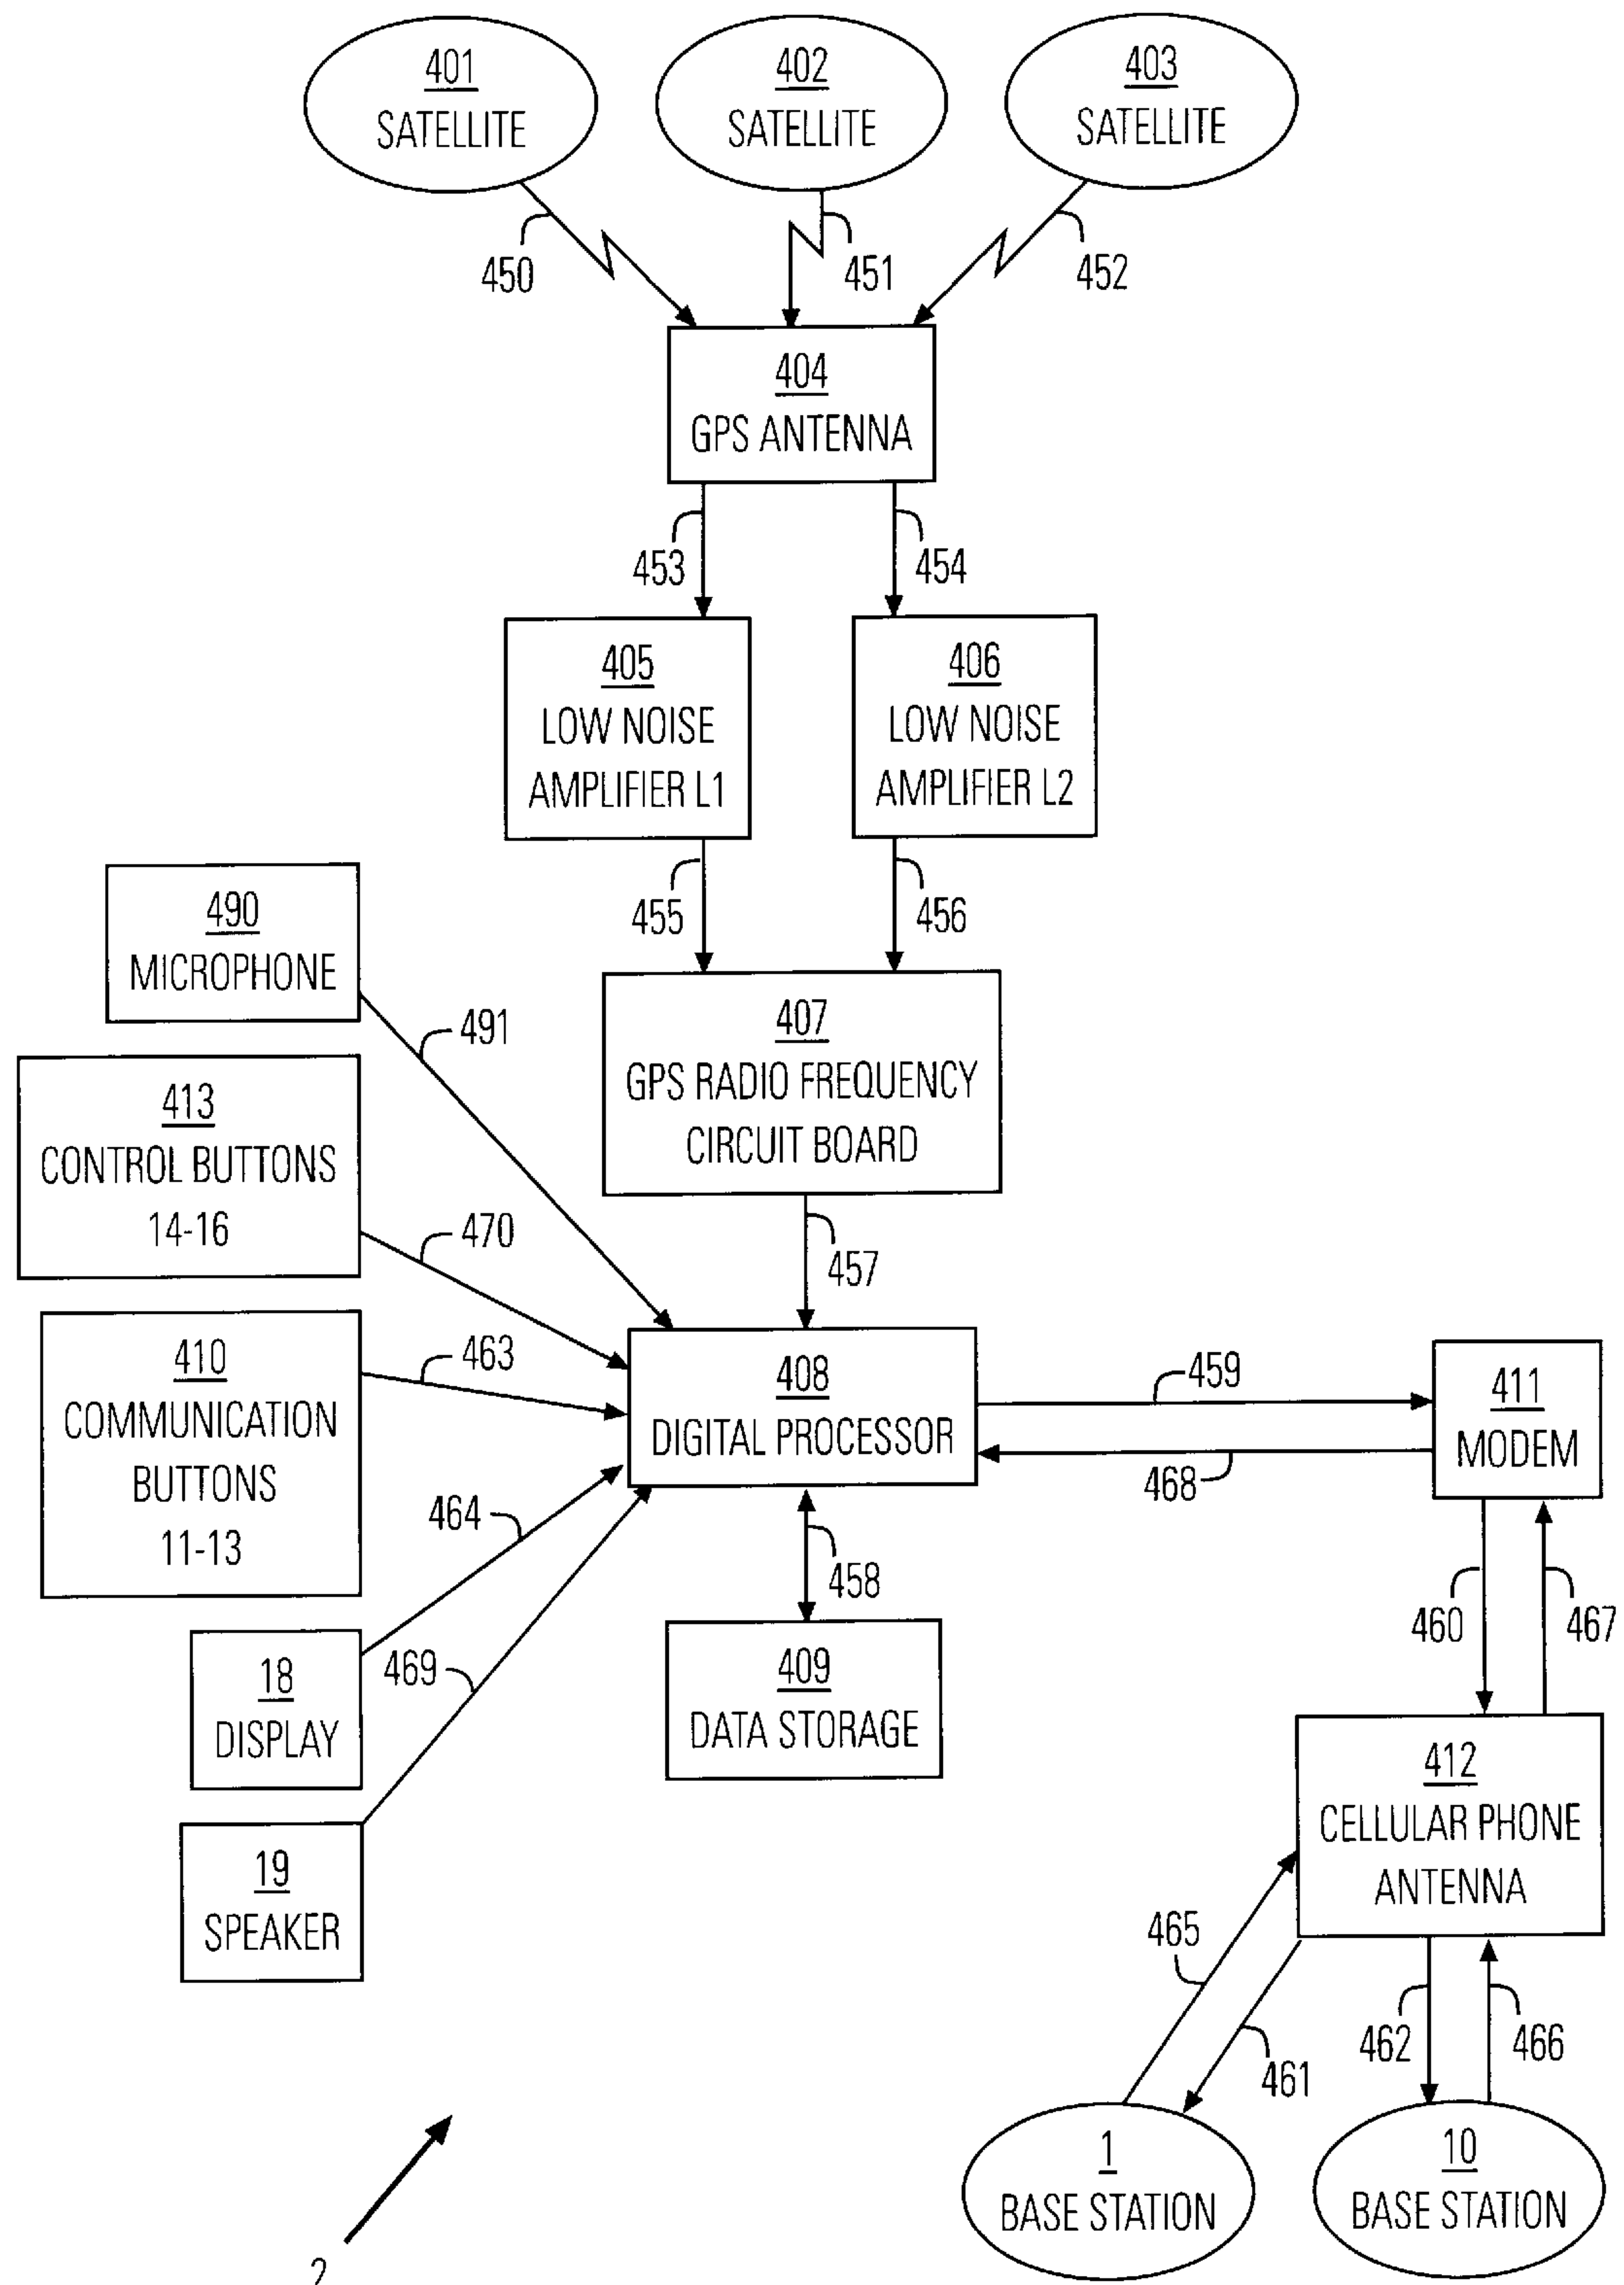 401
SATELLITE
402
SATELLITE
403
SATELLITE
450
451
452
404
GPS ANTENNA
453
454
405
LOW NOISE
AMPLIFIER L1
406
LOW NOISE
AMPLIFIER L2
455
456
490
MICROPHONE
491
407
GPS RADIO FREQUENCY
CIRCUIT BOARD
413
CONTROL BUTTONS
14-16
470
457
410
COMMUNICATION
BUTTONS
11-13
463
408
DIGITAL PROCESSOR
459
468
411
MODEM
464
458
460
467
18
DISPLAY
469
409
DATA STORAGE
412
CELLULAR PHONE
ANTENNA
19
SPEAKER
465
461
462
466
1
BASE STATION
10
BASE STATION
2